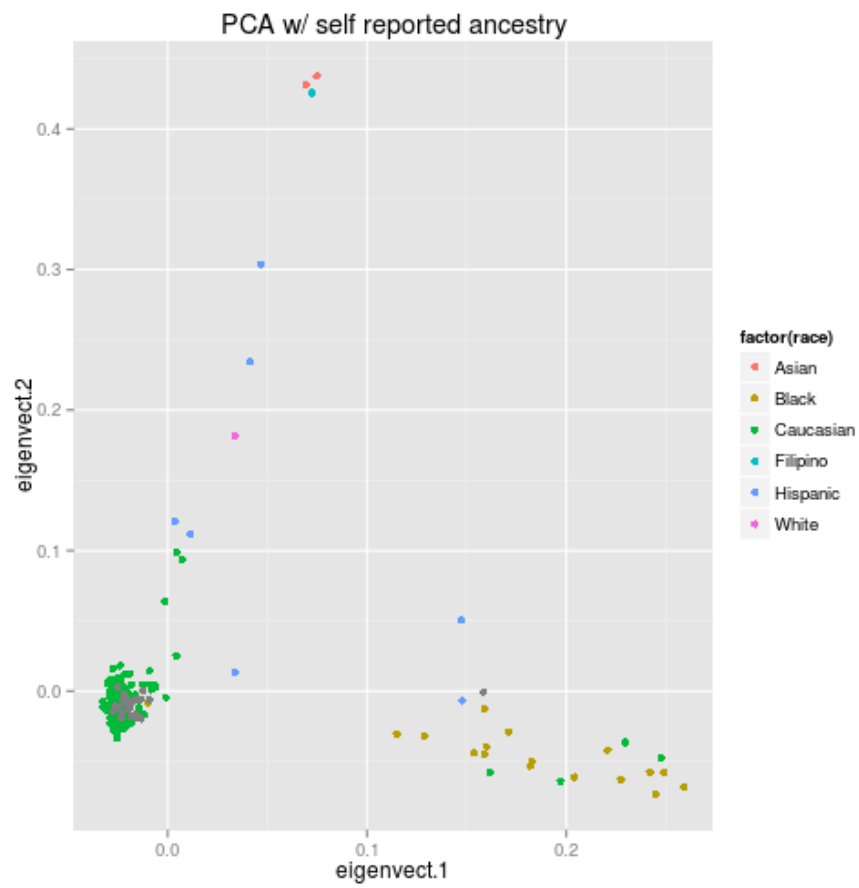 PCA w/ self reported ancestry
eigenvect.2
0.4
0.3
0.2
0.1
0.0
0.0
0.1
0.2
eigenvect.1
factor(race)
Asian
Black
Caucasian
Filipino
Hispanic
White